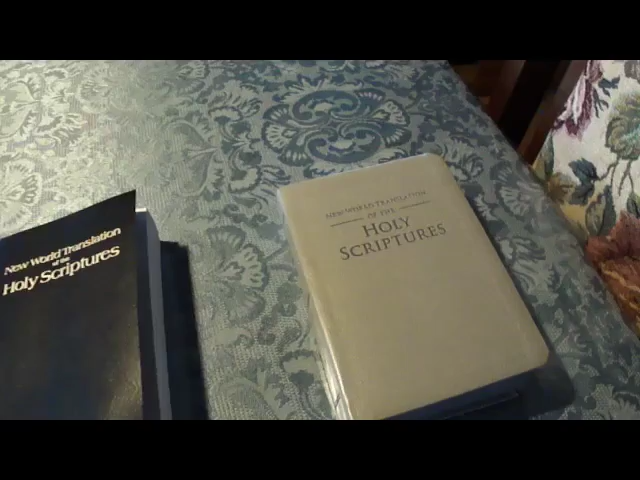 New World Translation
of the
Holy Scriptures
NEW WORLD TRANSLATION
OF THE
HOLY
SCRIPTURES